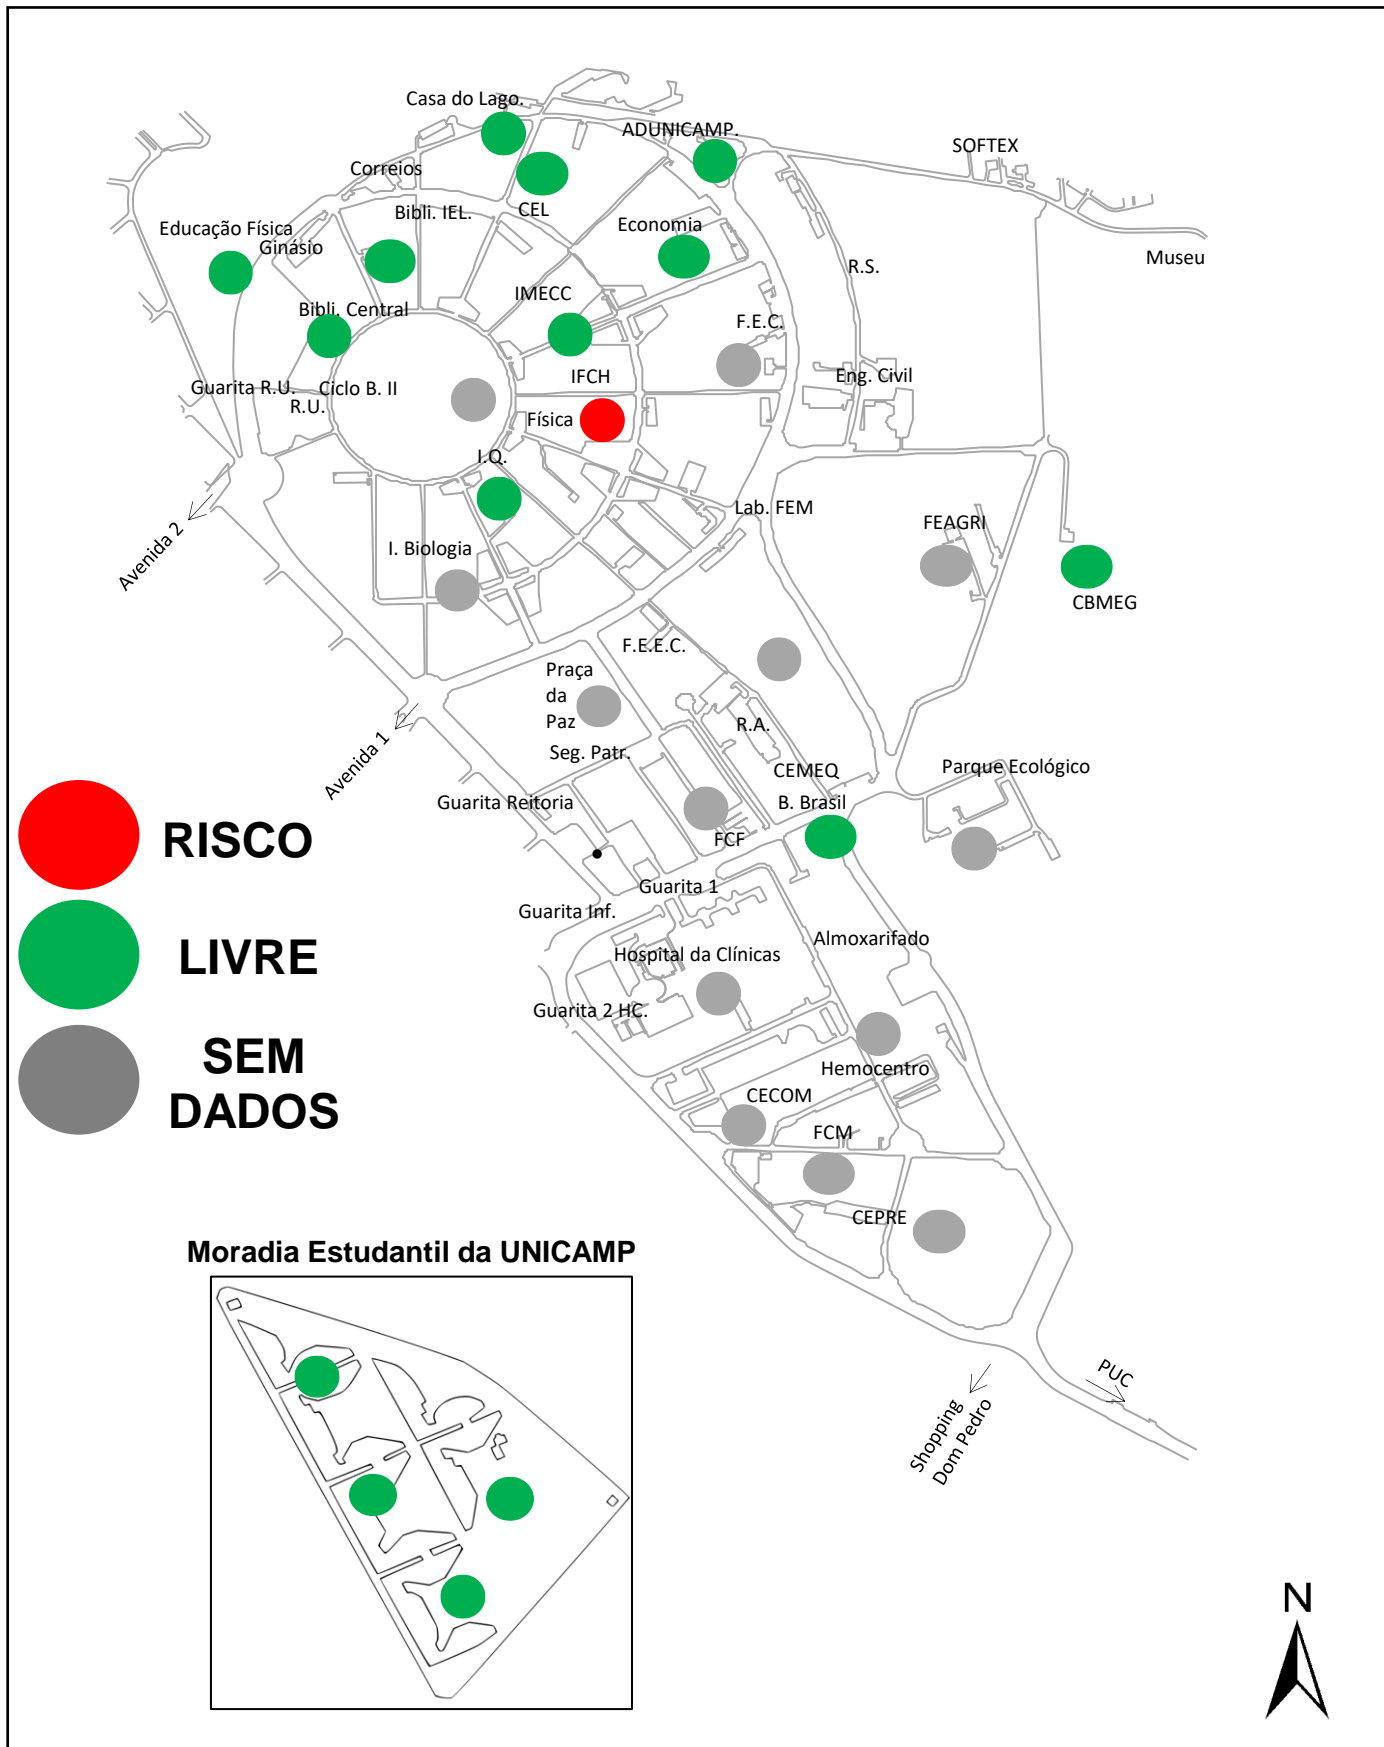 Casa do Lago.
ADUNICAMP.
SOFTEX
Correios
Bibli. IEL.
CEL
Economia
Educação Física
Ginásio
Museu
R.S.
IMECC
Bibli. Central
F.E.C.
IFCH
Eng. Civil
Guarita R.U.
Ciclo B. II
R.U.
Física
I.Q.
Lab. FEM
FEAGRI
Avenida 2
I. Biologia
CBMEG
F.E.E.C.
Praça
da
Paz
R.A.
Avenida 1
Seg. Patr.
CEMEQ
Parque Ecológico
Guarita Reitoria
B. Brasil
RISCO
FCF
Guarita 1
Guarita Inf.
LIVRE
Almoxarifado
Hospital da Clínicas
Guarita 2 HC.
SEM
DADOS
Hemocentro
CECOM
FCM
CEPRE
Moradia Estudantil da UNICAMP
PUC
Shopping
Dom Pedro
N